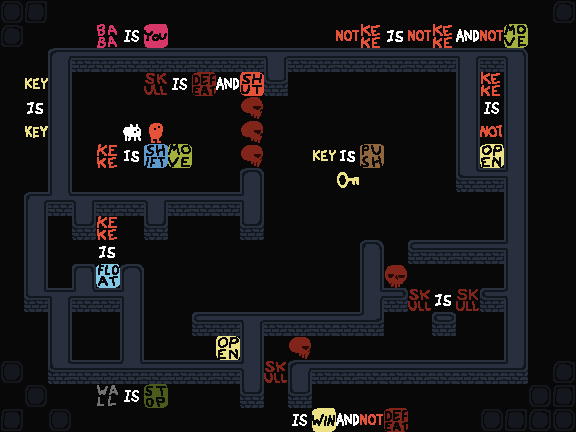 BABA IS YOU
NOT KEKE IS NOT KEKE AND NOT MOVE
KEY IS KEY
SKULL IS DEFEAT AND SHUT
KEKE IS NOT OPEN
KEKE IS SHIFT MOVE
KEY IS PUSH
KEKE IS FLOAT
SKULL IS SKULL
OPEN
SKULL
WALL IS STOP
IS WIN AND NOT DEFEAT